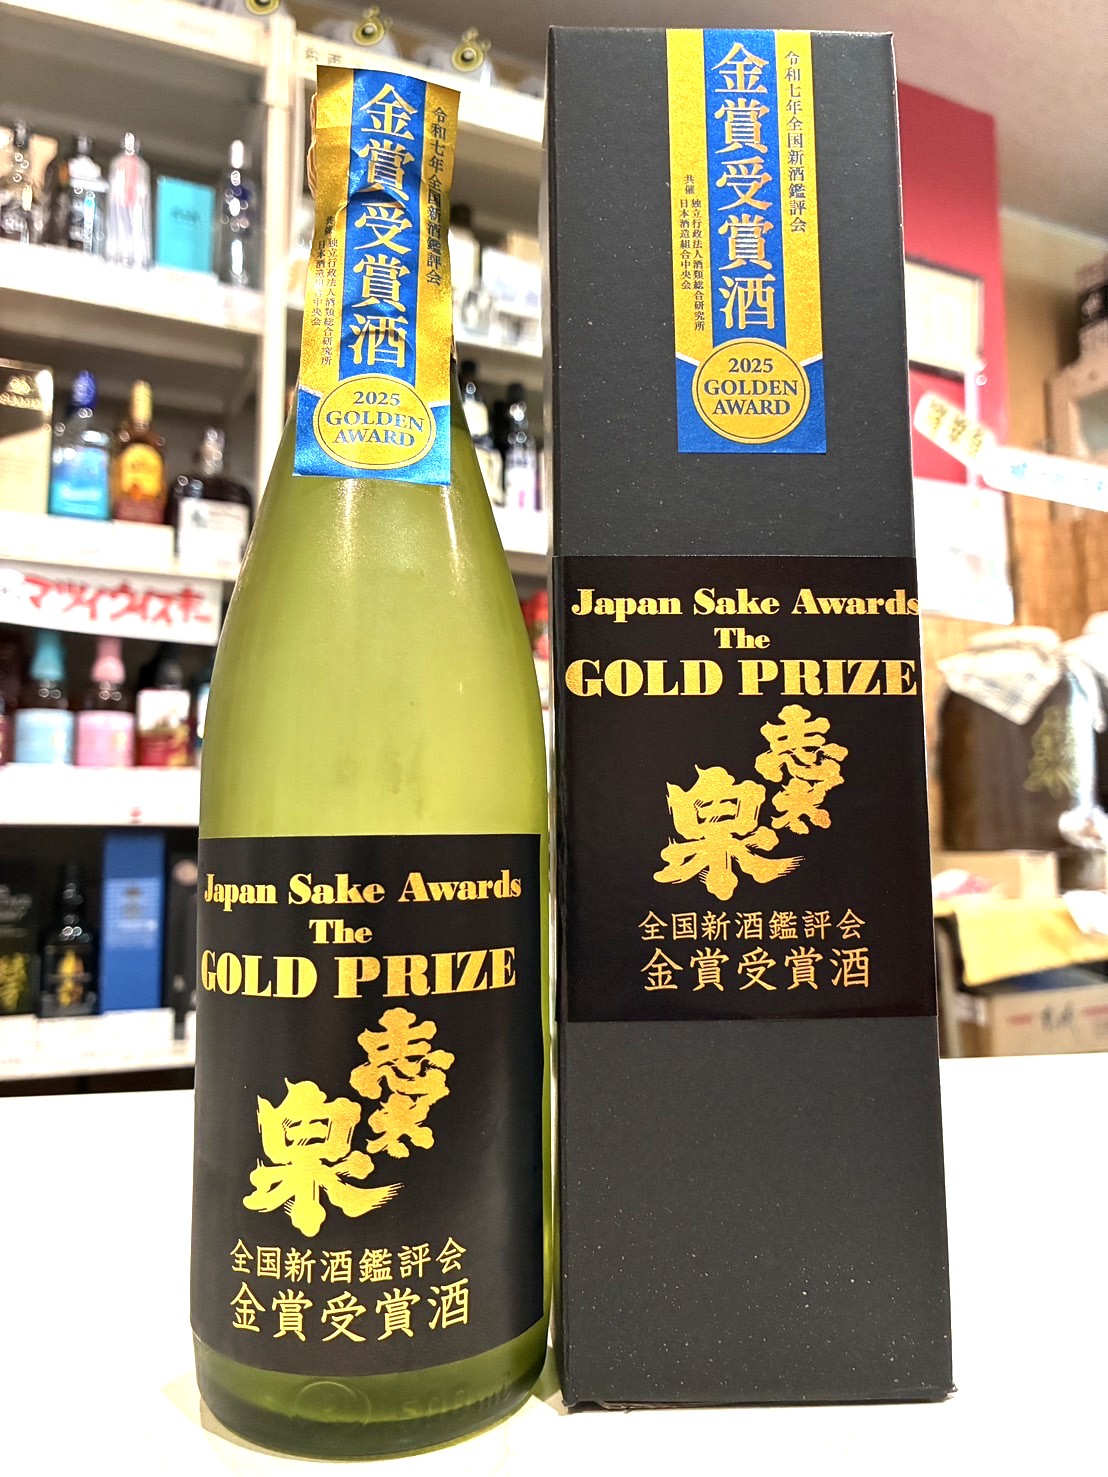 令和七年全国新酒鑑評会
金賞受賞酒
共催 独立行政法人酒類総合研究所
日本酒造組合中央会
2025
GOLDEN
AWARD
Japan Sake Awards
The
GOLD PRIZE
志太
泉
全国新酒鑑評会
金賞受賞酒
令和七年全国新酒鑑評会
金賞受賞酒
共催 独立行政法人酒類総合研究所
日本酒造組合中央会
2025
GOLDEN
AWARD
Japan Sake Awards
The
GOLD PRIZE
志太
泉
全国新酒鑑評会
金賞受賞酒
マツイウイスキー